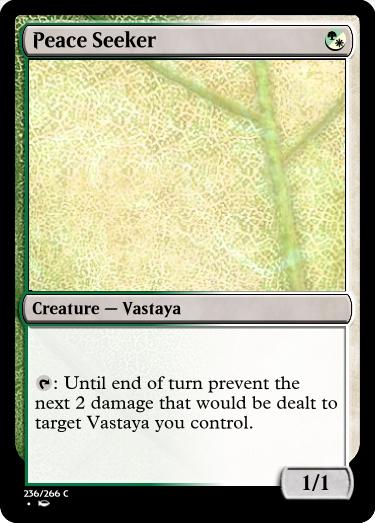 Peace Seeker
Creature — Vastaya
: Until end of turn prevent the
next 2 damage that would be dealt to
target Vastaya you control.
1/1
236/266 C